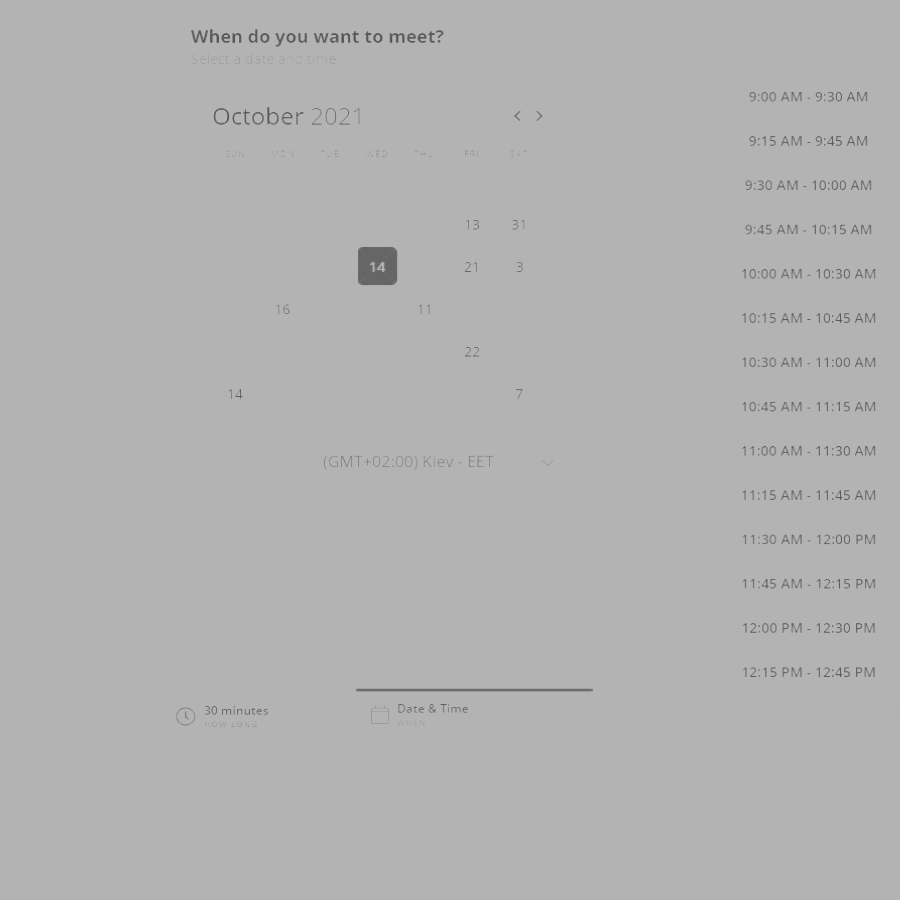 When do you want to meet?
Select a date and time
October 2021
SUN MON TUE WED THU FRI SAT
13 31
14 21 3
16 11
22
14 7
(GMT+02:00) Kiev - EET
9:00 AM - 9:30 AM
9:15 AM - 9:45 AM
9:30 AM - 10:00 AM
9:45 AM - 10:15 AM
10:00 AM - 10:30 AM
10:15 AM - 10:45 AM
10:30 AM - 11:00 AM
10:45 AM - 11:15 AM
11:00 AM - 11:30 AM
11:15 AM - 11:45 AM
11:30 AM - 12:00 PM
11:45 AM - 12:15 PM
12:00 PM - 12:30 PM
12:15 PM - 12:45 PM
30 minutes
HOW LONG
Date & Time
WHEN